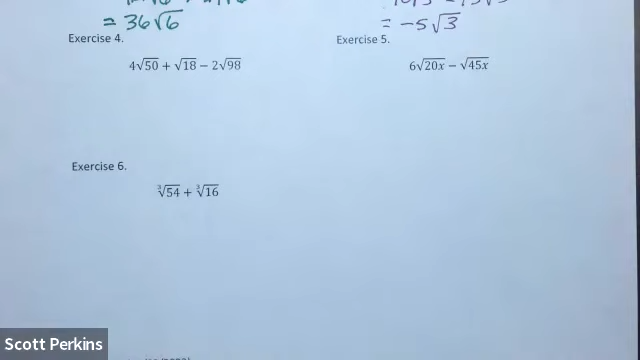 = 36√6
= -5√3
Exercise 4.
Exercise 5.
4√50 + √18 − 2√98
6√20x − √45x
Exercise 6.
∛54 + ∛16
Scott Perkins